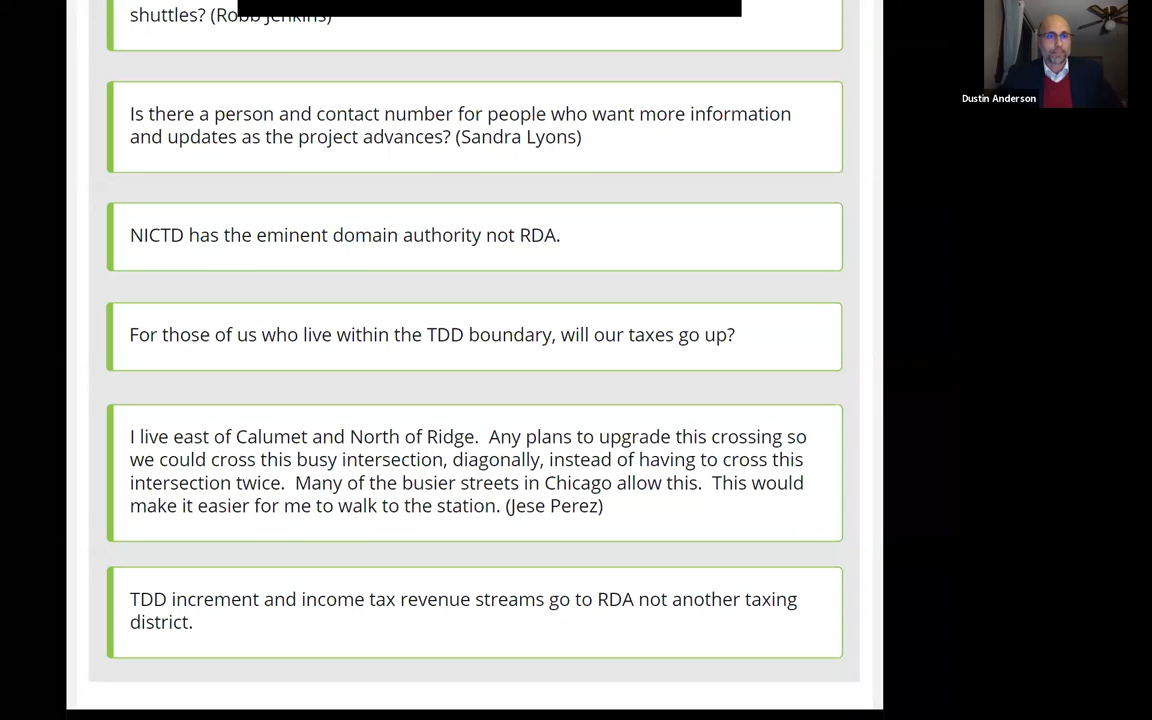 shuttles? (Robb Jenkins)
Dustin Anderson
Is there a person and contact number for people who want more information
and updates as the project advances? (Sandra Lyons)
NICTD has the eminent domain authority not RDA.
For those of us who live within the TDD boundary, will our taxes go up?
I live east of Calumet and North of Ridge.  Any plans to upgrade this crossing so
we could cross this busy intersection, diagonally, instead of having to cross this
intersection twice.  Many of the busier streets in Chicago allow this.  This would
make it easier for me to walk to the station. (Jese Perez)
TDD increment and income tax revenue streams go to RDA not another taxing
district.